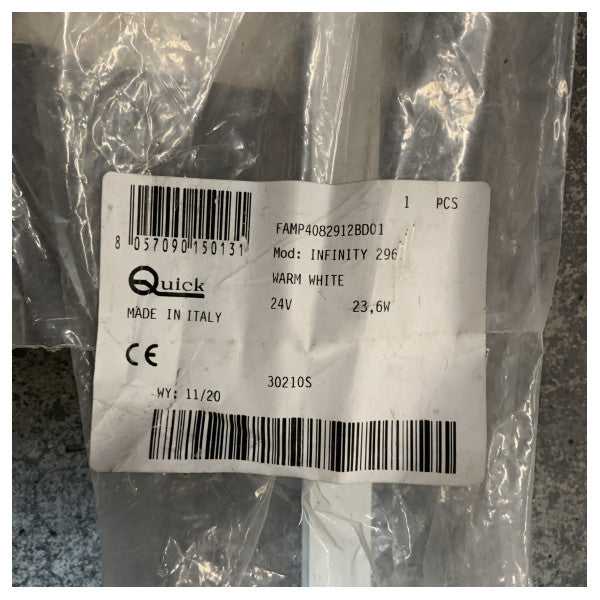 1 PCS
8 057090 150131
FAMP4082912BD01
Mod: INFINITY 296
Quick
WARM WHITE
MADE IN ITALY
24V 23,6W
CE
30210S
WY: 11/20